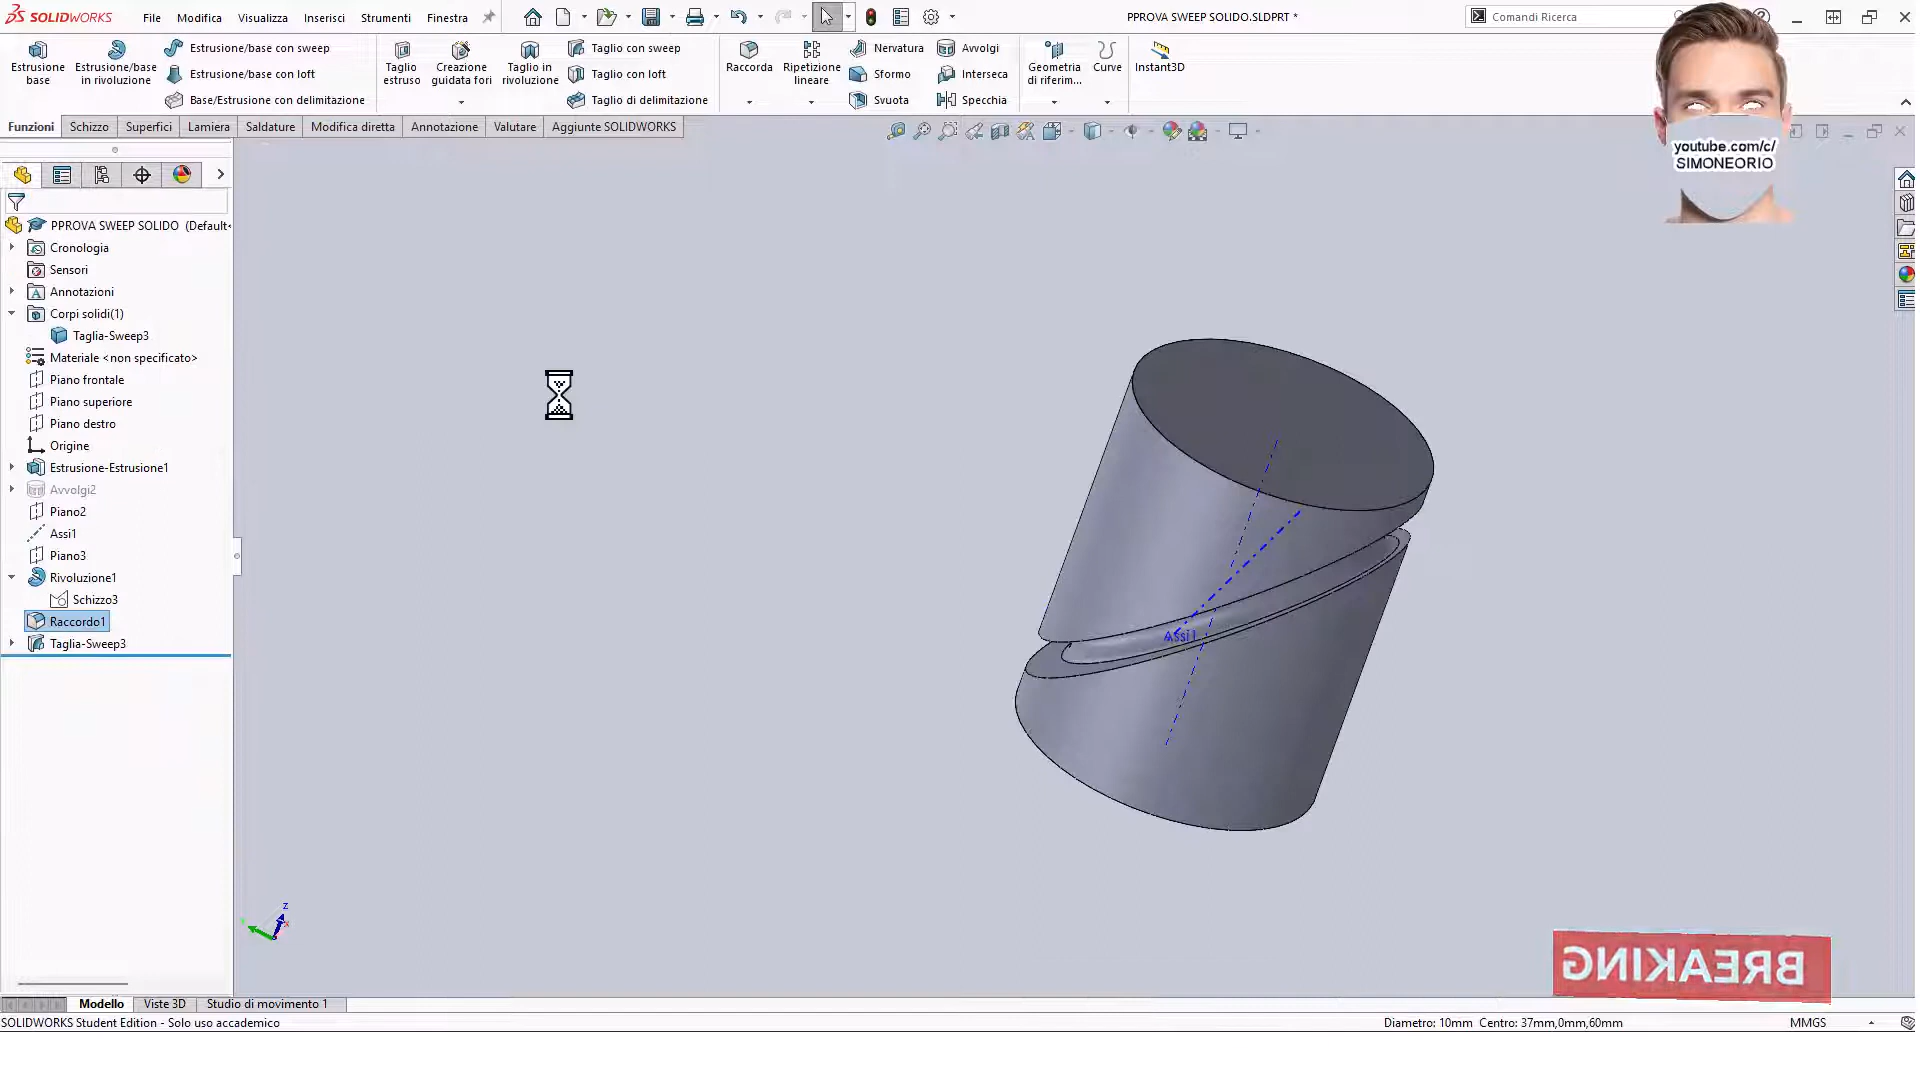 SOLIDWORKS
File
Modifica
Visualizza
Inserisci
Strumenti
Finestra
PPROVA SWEEP SOLIDO.SLDPRT *
Comandi Ricerca
Estrusione
base
Estrusione/base
in rivoluzione
Estrusione/base con sweep
Estrusione/base con loft
Base/Estrusione con delimitazione
Taglio
estruso
Creazione
guidata fori
Taglio in
rivoluzione
Taglio con sweep
Taglio con loft
Taglio di delimitazione
Raccorda
Ripetizione
lineare
Nervatura
Sformo
Svuota
Avvolgi
Interseca
Specchia
Geometria
di riferim...
Curve
Instant3D
Funzioni
Schizzo
Superfici
Lamiera
Saldature
Modifica diretta
Annotazione
Valutare
Aggiunte SOLIDWORKS
youtube.com/c/
SIMONEORIO
PPROVA SWEEP SOLIDO (Default<
Cronologia
Sensori
Annotazioni
Corpi solidi(1)
Taglia-Sweep3
Materiale <non specificato>
Piano frontale
Piano superiore
Piano destro
Origine
Estrusione-Estrusione1
Avvolgi2
Piano2
Assi1
Piano3
Rivoluzione1
Schizzo3
Raccordo1
Taglia-Sweep3
Assi1
z
BREAKING
Modello
Viste 3D
Studio di movimento 1
SOLIDWORKS Student Edition - Solo uso accademico
Diametro: 10mm Centro: 37mm,0mm,60mm
MMGS